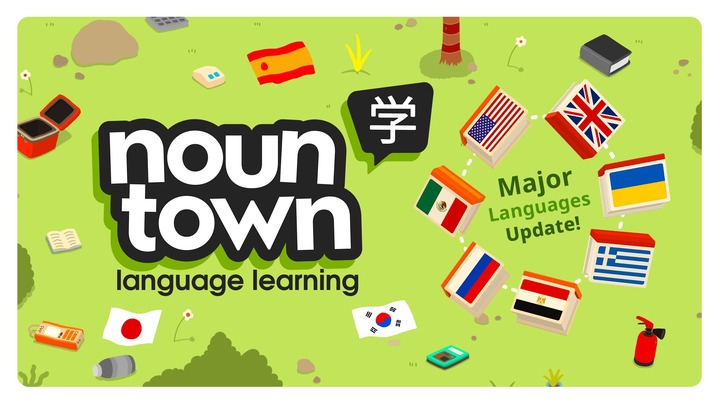 noun
town
学
language learning
Major
Languages
Update!